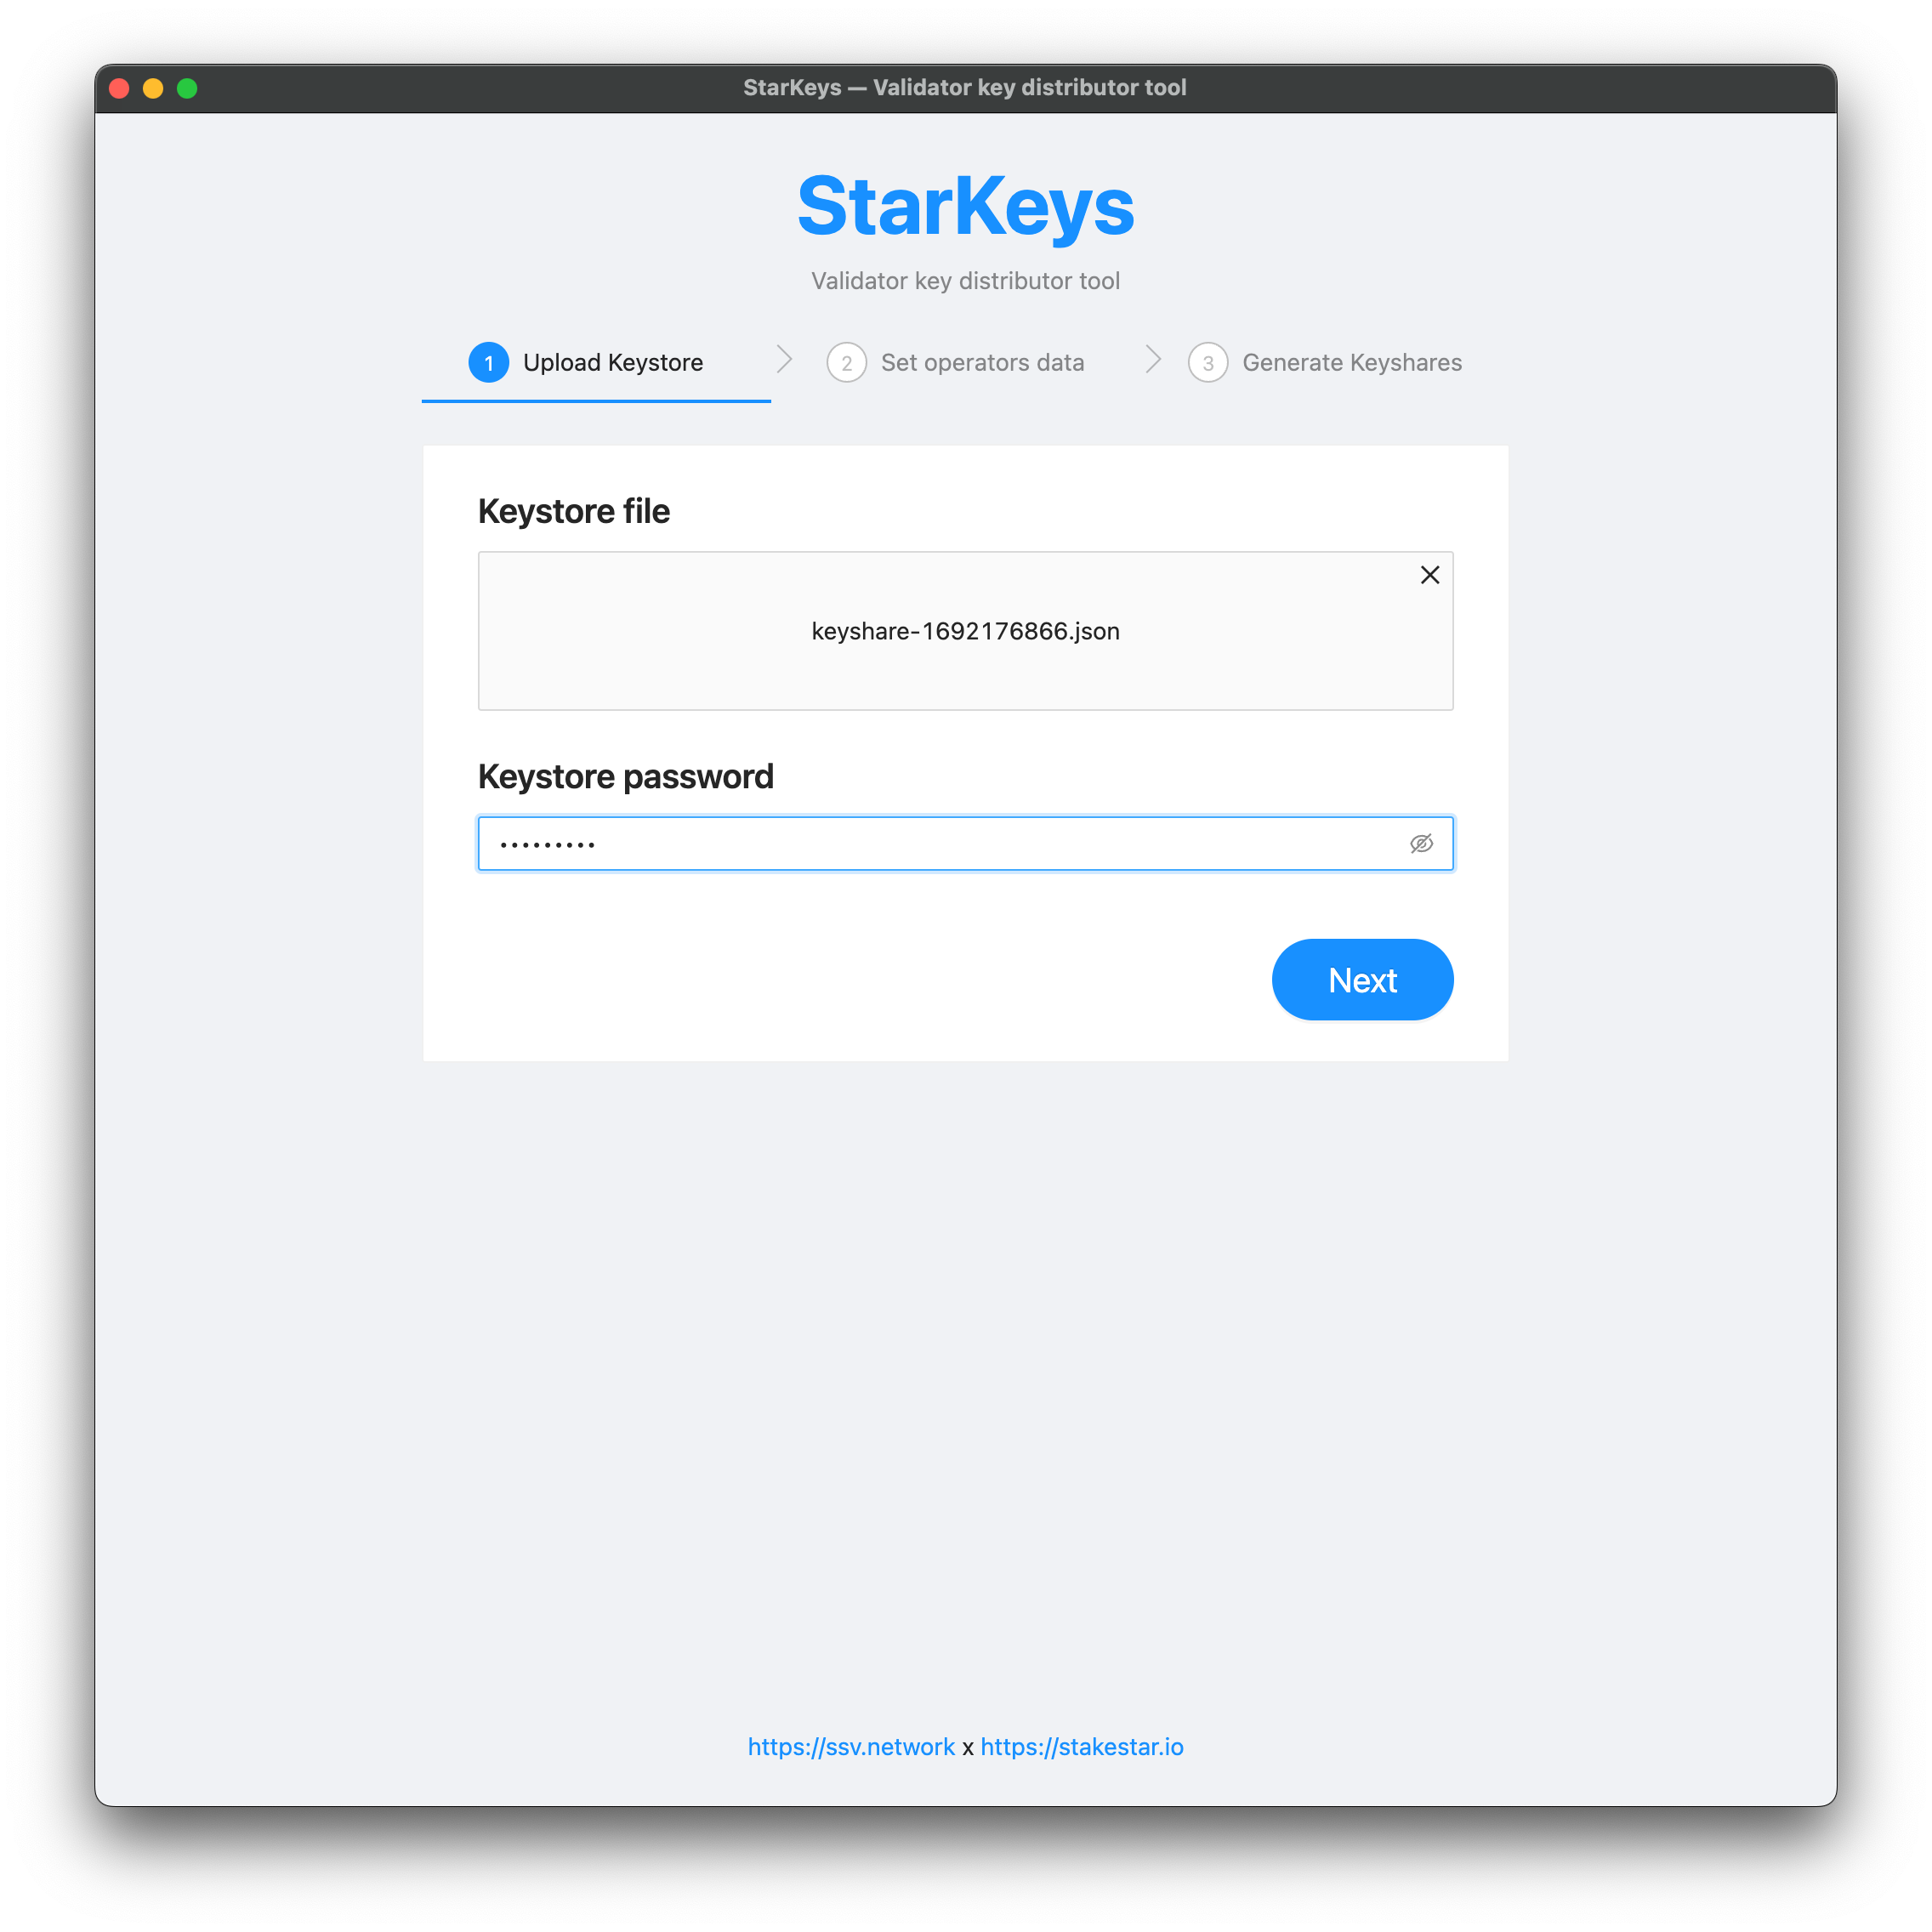 StarKeys — Validator key distributor tool
StarKeys
Validator key distributor tool
1 Upload Keystore 2 Set operators data 3 Generate Keyshares
Keystore file
keyshare-1692176866.json
Keystore password
•••••••••
Next
https://ssv.network x https://stakestar.io